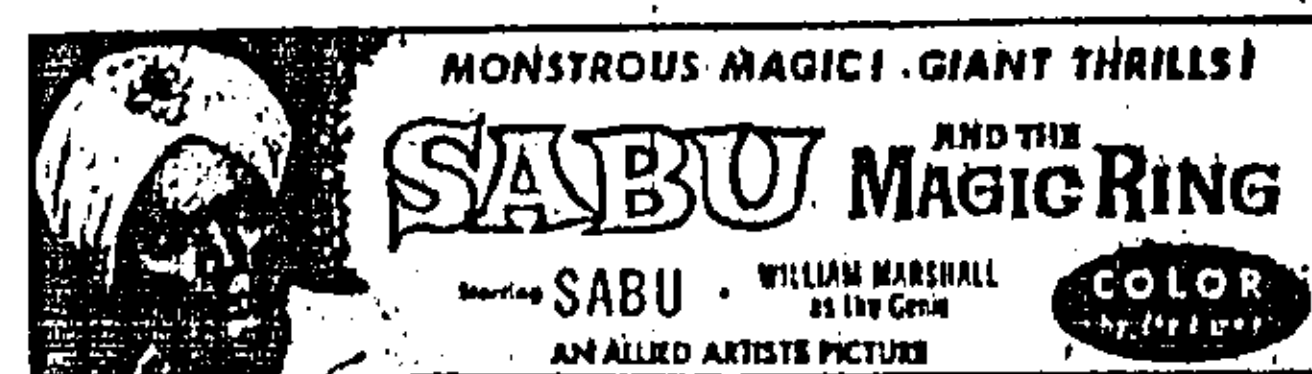 MONSTROUS MAGIC! GIANT THRILLS!
SABU AND THE MAGIC RING
Starring SABU · WILLIAM MARSHALL as the Genie
COLOR
AN ALLIED ARTISTS PICTURE